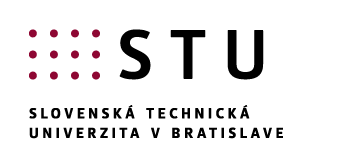 STU
SLOVENSKÁ TECHNICKÁ
UNIVERZITA V BRATISLAVE